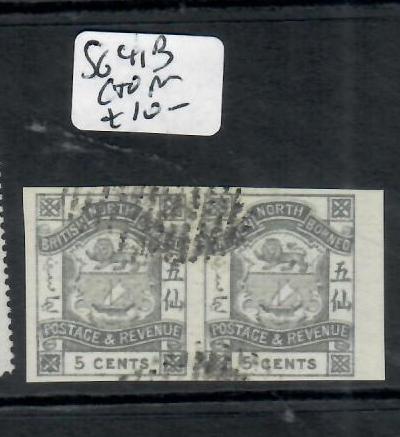 SG 41B
CTO
£10-
BRITISH NORTH
五仙
POSTAGE & REVENUE
5 CENTS
NORTH BORNEO
五仙
POSTAGE & REVENUE
5 CENTS